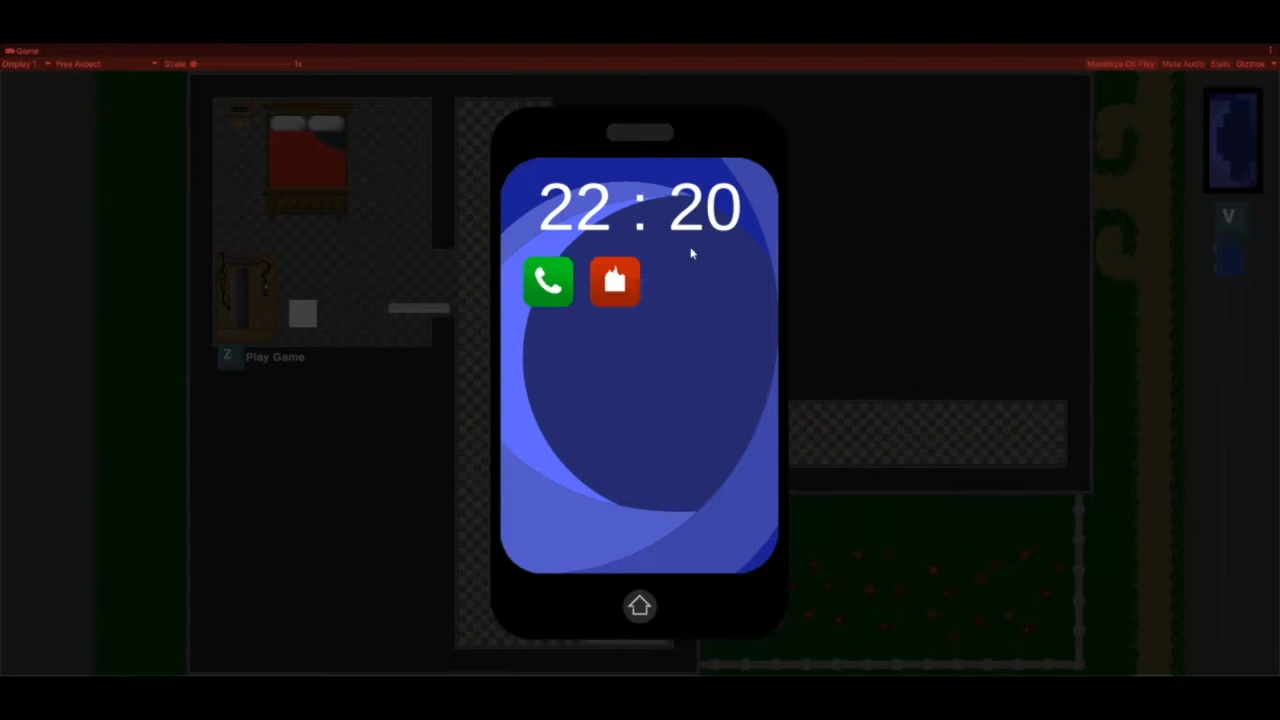 Game
Display 1 Free Aspect Scale 1x Maximize On Play Mute Audio Stats Gizmos
22 : 20
V
Z Play Game